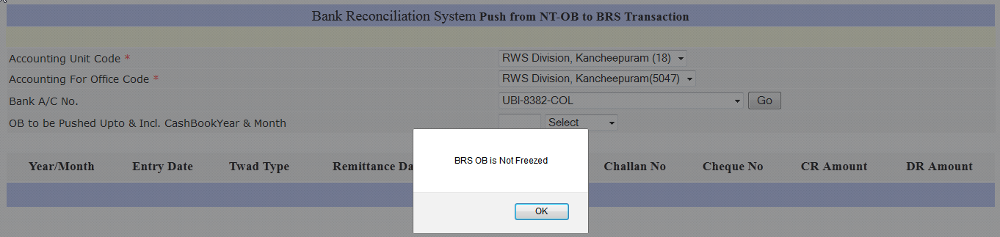 Bank Reconciliation System Push from NT-OB to BRS Transaction
Accounting Unit Code * RWS Division, Kancheepuram (18)
Accounting For Office Code * RWS Division, Kancheepuram(5047)
Bank A/C No. UBI-8382-COL Go
OB to be Pushed Upto & Incl. CashBookYear & Month Select
BRS OB is Not Freezed
Year/Month Entry Date Twad Type Remittance Da Challan No Cheque No CR Amount DR Amount
OK